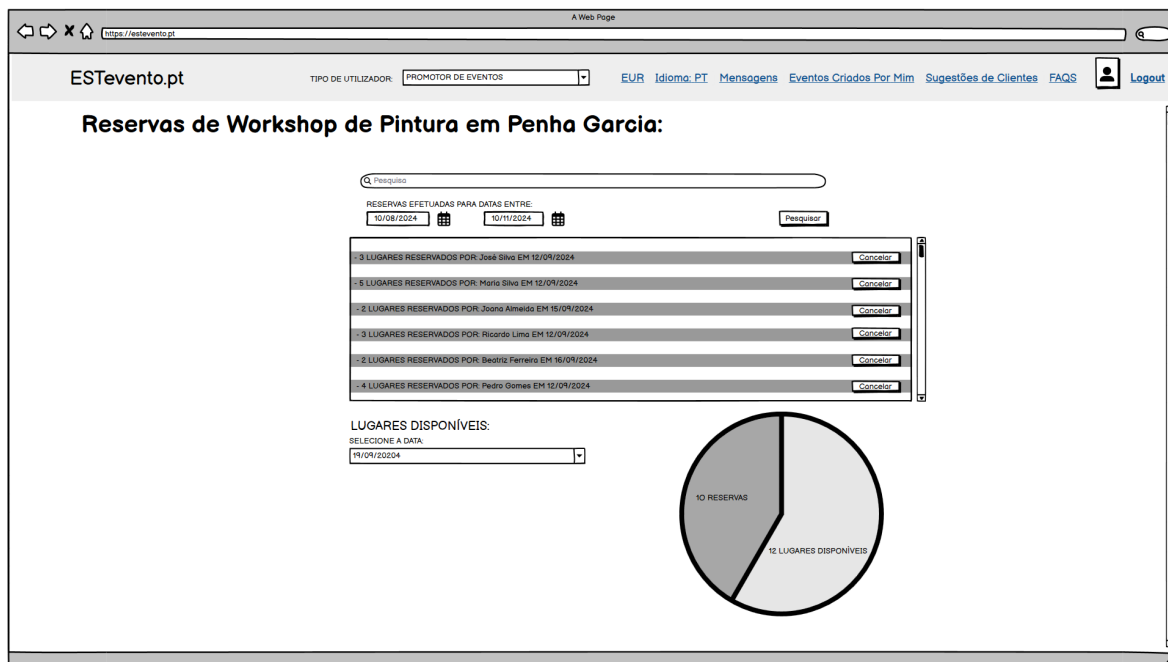 A Web Page
https://estevento.pt
ESTevento.pt
TIPO DE UTILIZADOR: PROMOTOR DE EVENTOS EUR Idioma: PT Mensagens Eventos Criados Por Mim Sugestões de Clientes FAQS Logout
Reservas de Workshop de Pintura em Penha Garcia:
Pesquisa
RESERVAS EFETUADAS PARA DATAS ENTRE:
10/08/2024 10/11/2024 Pesquisar
- 3 LUGARES RESERVADOS POR: José Silva EM 12/09/2024 Cancelar
- 5 LUGARES RESERVADOS POR: Maria Silva EM 12/09/2024 Cancelar
- 2 LUGARES RESERVADOS POR: Joana Almeida EM 15/09/2024 Cancelar
- 3 LUGARES RESERVADOS POR: Ricardo Lima EM 12/09/2024 Cancelar
- 2 LUGARES RESERVADOS POR: Beatriz Ferreira EM 16/09/2024 Cancelar
- 4 LUGARES RESERVADOS POR: Pedro Gomes EM 12/09/2024 Cancelar
LUGARES DISPONÍVEIS:
SELECIONE A DATA:
19/09/20204
10 RESERVAS
12 LUGARES DISPONÍVEIS